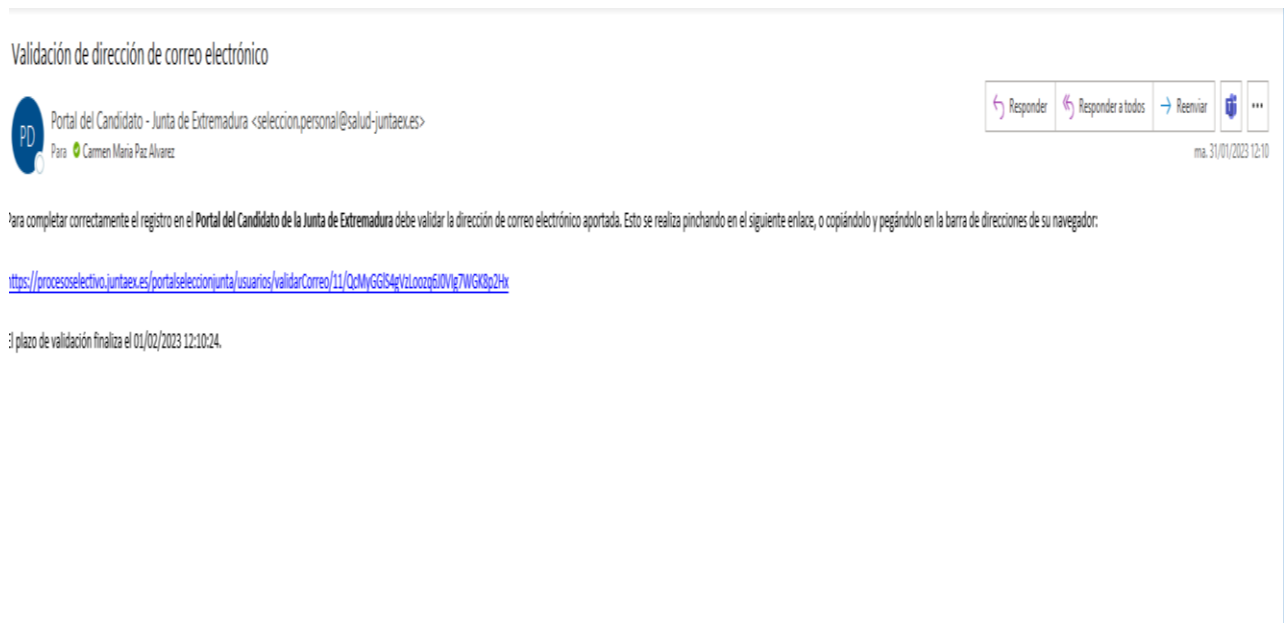 Validación de dirección de correo electrónico
PD
Portal del Candidato - Junta de Extremadura <seleccion.personal@salud-juntaex.es>
Para Carmen Maria Paz Alvarez
Responder Responder a todos Reenviar
ma. 31/01/2023 12:10
Para completar correctamente el registro en el Portal del Candidato de la Junta de Extremadura debe validar la dirección de correo electrónico aportada. Esto se realiza pinchando en el siguiente enlace, o copiándolo y pegándolo en la barra de direcciones de su navegador:
https://procesoselectivo.juntaex.es/portalseleccionjunta/usuarios/validarCorreo/11/QcMyGGlS4gVzLoozq6J0VIg7WGK8p2Hx
El plazo de validación finaliza el 01/02/2023 12:10:24.